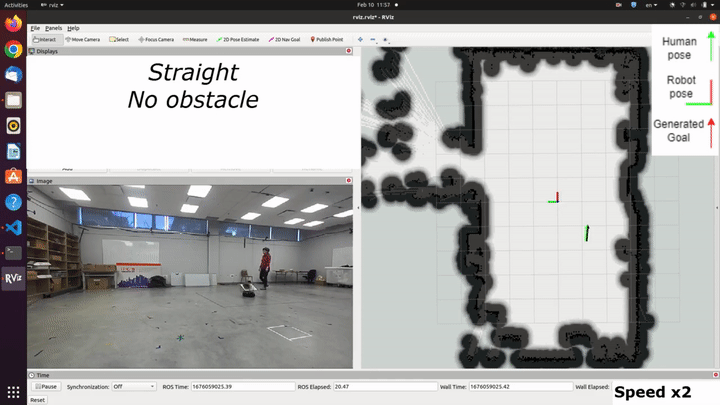 Activities
rviz
Feb 10 11:57
en
rviz.rviz* - RViz
File Panels Help
Interact Move Camera Select Focus Camera Measure 2D Pose Estimate 2D Nav Goal Publish Point
Displays
Straight
No obstacle
Image
Human pose
Robot pose
Generated Goal
RViz
Time
Pause Synchronization: Off ROS Time: 1676059025.39 ROS Elapsed: 20.47 Wall Time: 1676059025.42 Wall Elapsed:
Reset
Speed x2